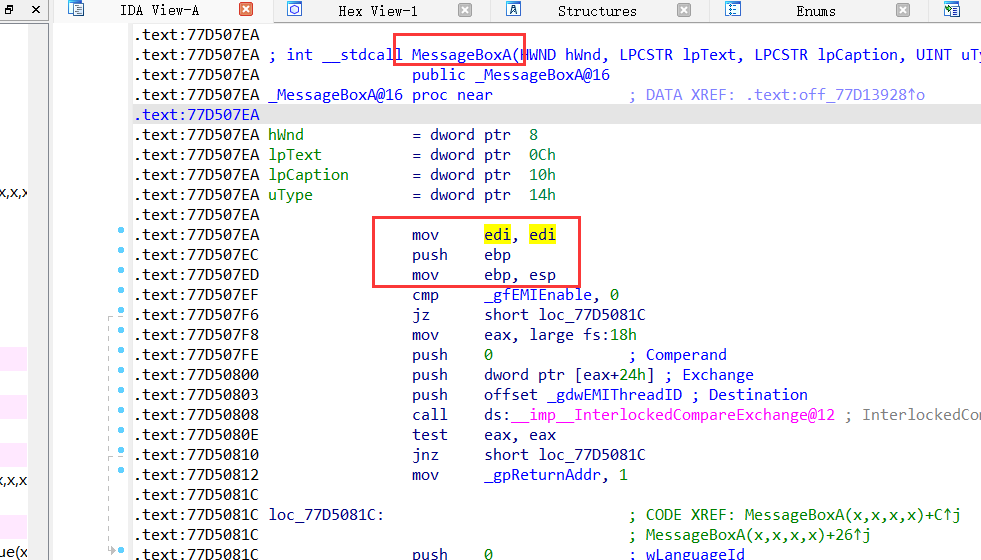 IDA View-A Hex View-1 Structures Enums
.text:77D507EA
.text:77D507EA ; int __stdcall MessageBoxA(HWND hWnd, LPCSTR lpText, LPCSTR lpCaption, UINT uTy
.text:77D507EA public _MessageBoxA@16
.text:77D507EA _MessageBoxA@16 proc near ; DATA XREF: .text:off_77D13928↑o
.text:77D507EA
.text:77D507EA hWnd = dword ptr 8
.text:77D507EA lpText = dword ptr 0Ch
.text:77D507EA lpCaption = dword ptr 10h
.text:77D507EA uType = dword ptr 14h
.text:77D507EA
.text:77D507EA mov edi, edi
.text:77D507EC push ebp
.text:77D507ED mov ebp, esp
.text:77D507EF cmp _gfEMIEnable, 0
.text:77D507F6 jz short loc_77D5081C
.text:77D507F8 mov eax, large fs:18h
.text:77D507FE push 0 ; Comperand
.text:77D50800 push dword ptr [eax+24h] ; Exchange
.text:77D50803 push offset _gdwEMIThreadID ; Destination
.text:77D50808 call ds:__imp__InterlockedCompareExchange@12 ; InterlockedCom
.text:77D5080E test eax, eax
.text:77D50810 jnz short loc_77D5081C
.text:77D50812 mov _gpReturnAddr, 1
.text:77D5081C
.text:77D5081C loc_77D5081C: ; CODE XREF: MessageBoxA(x,x,x,x)+C↑j
.text:77D5081C ; MessageBoxA(x,x,x,x)+26↑j
.text:77D5081C push 0 ; wLanguageId
x,x,x
x,x,x
ue(x